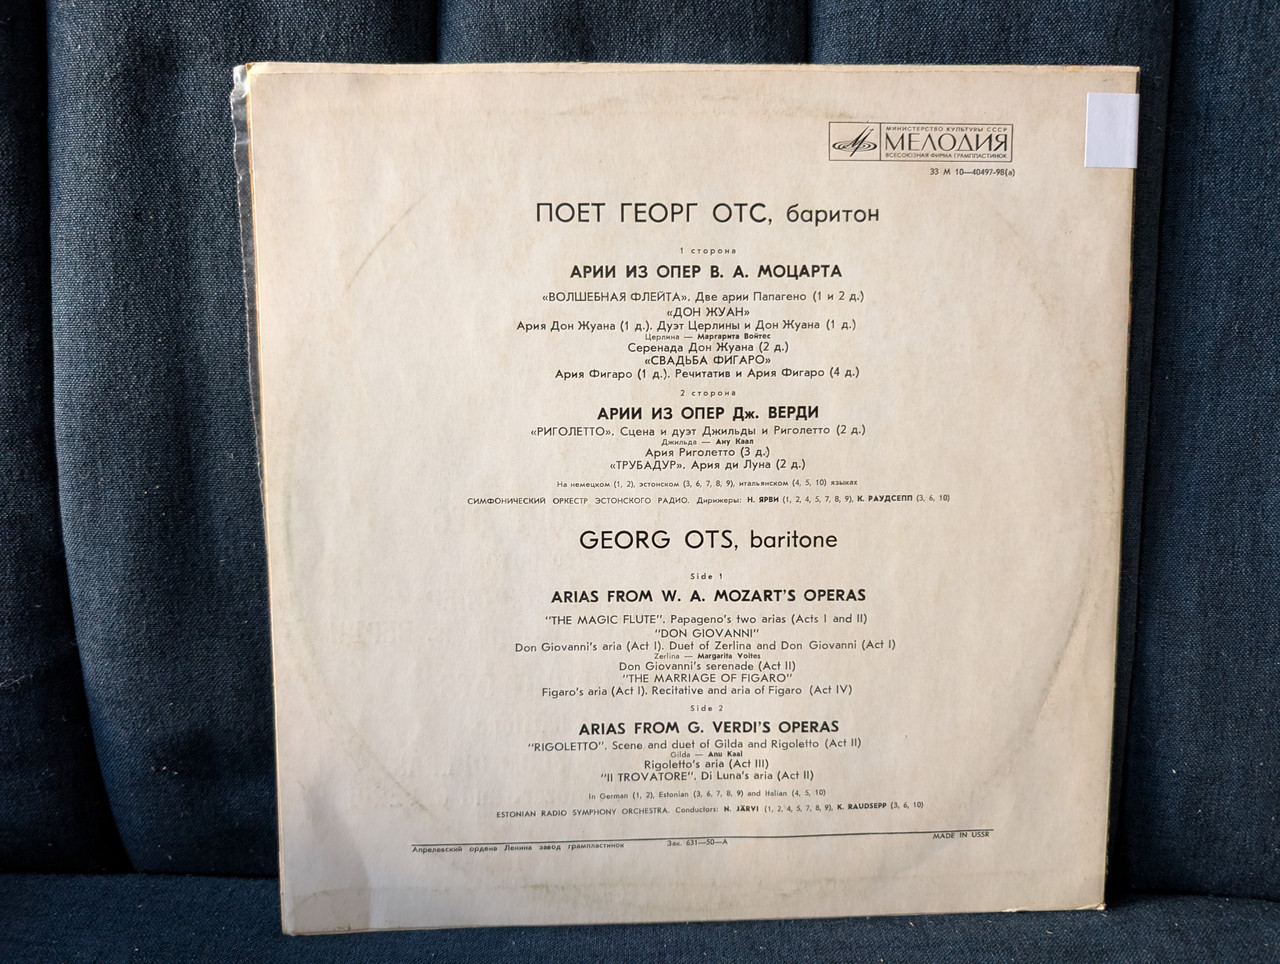 МИНИСТЕРСТВО КУЛЬТУРЫ СССР
МЕЛОДИЯ
ВСЕСОЮЗНАЯ ФИРМА ГРАМПЛАСТИНОК
33 М 10—40497-98(а)
ПОЕТ ГЕОРГ ОТС, баритон
1 сторона
АРИИ ИЗ ОПЕР В. А. МОЦАРТА
«ВОЛШЕБНАЯ ФЛЕЙТА». Две арии Папагено (1 и 2 д.)
«ДОН ЖУАН»
Ария Дон Жуана (1 д.). Дуэт Церлины и Дон Жуана (1 д.)
Церлина — Маргарита Войтес
Серенада Дон Жуана (2 д.)
«СВАДЬБА ФИГАРО»
Ария Фигаро (1 д.). Речитатив и Ария Фигаро (4 д.)
2 сторона
АРИИ ИЗ ОПЕР Дж. ВЕРДИ
«РИГОЛЕТТО». Сцена и дуэт Джильды и Риголетто (2 д.)
Джильда — Ану Каал
Ария Риголетто (3 д.)
«ТРУБАДУР». Ария ди Луна (2 д.)
На немецком (1, 2), эстонском (3, 6, 7, 8, 9), итальянском (4, 5, 10) языках
СИМФОНИЧЕСКИЙ ОРКЕСТР ЭСТОНСКОГО РАДИО. Дирижеры: Н. ЯРВИ (1, 2, 4, 5, 7, 8, 9), К. РАУДСЕПП (3, 6, 10)
GEORG OTS, baritone
Side 1
ARIAS FROM W. A. MOZART'S OPERAS
"THE MAGIC FLUTE". Papageno's two arias (Acts I and II)
"DON GIOVANNI"
Don Giovanni's aria (Act I). Duet of Zerlina and Don Giovanni (Act I)
Zerlina — Margarita Voites
Don Giovanni's serenade (Act II)
"THE MARRIAGE OF FIGARO"
Figaro's aria (Act I). Recitative and aria of Figaro (Act IV)
Side 2
ARIAS FROM G. VERDI'S OPERAS
"RIGOLETTO". Scene and duet of Gilda and Rigoletto (Act II)
Gilda — Anu Kaal
Rigoletto's aria (Act III)
"Il TROVATORE". Di Luna's aria (Act II)
In German (1, 2), Estonian (3, 6, 7, 8, 9) and Italian (4, 5, 10)
ESTONIAN RADIO SYMPHONY ORCHESTRA. Conductors: N. JÄRVI (1, 2, 4, 5, 7, 8, 9), K. RAUDSEPP (3, 6, 10)
MADE IN USSR
Апрелевский ордена Ленина завод грампластинок Зак. 631—50—А